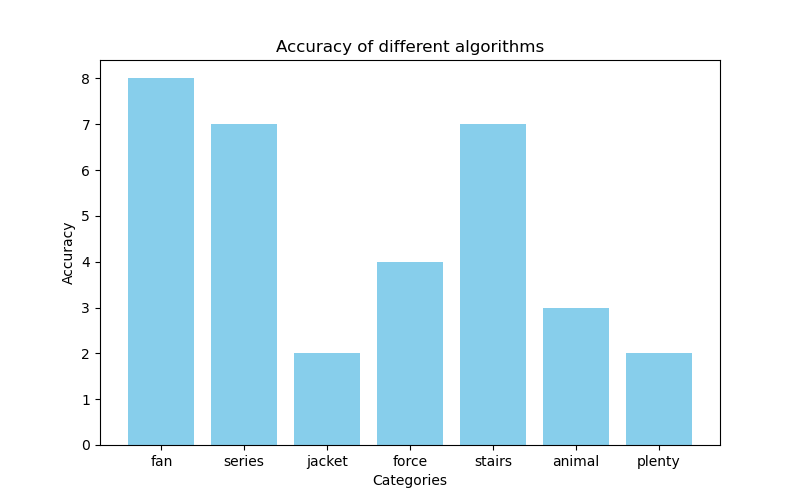 Accuracy of different algorithms
Accuracy
8
7
6
5
4
3
2
1
0
fan series jacket force stairs animal plenty
Categories